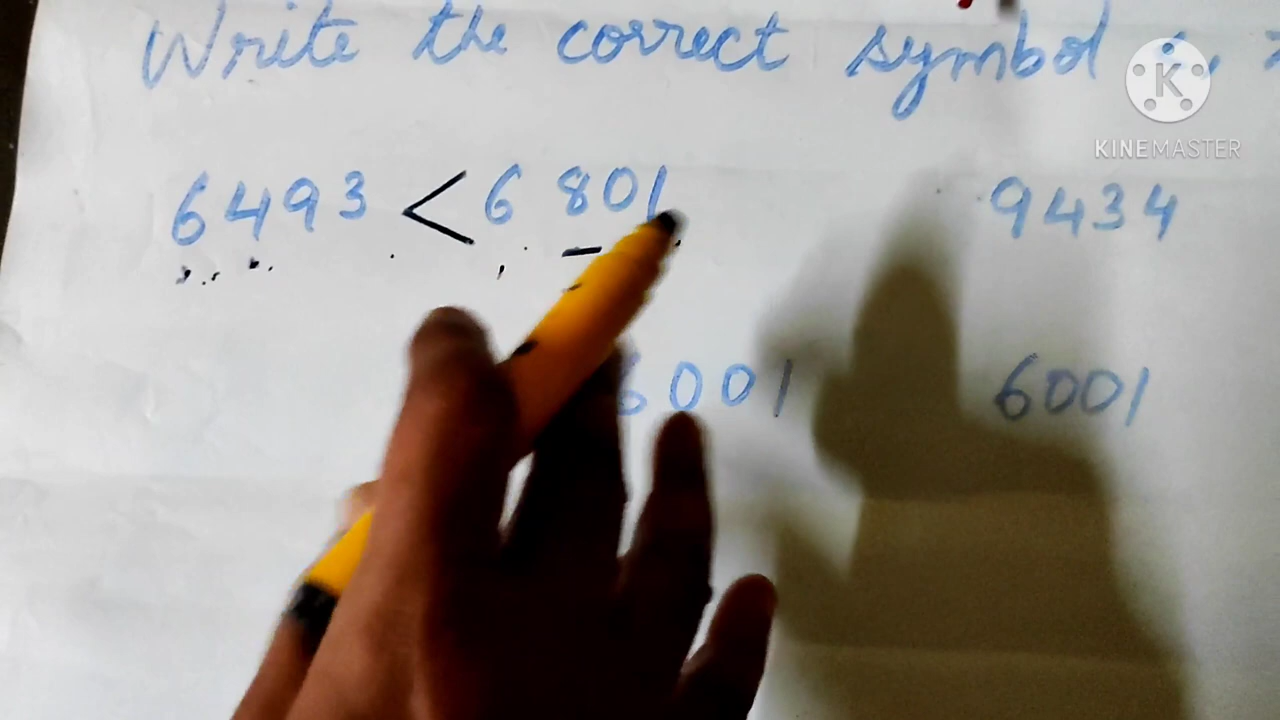 Write the correct symbol
6493 < 6801 9434
6001 6001
K
KINEMASTER